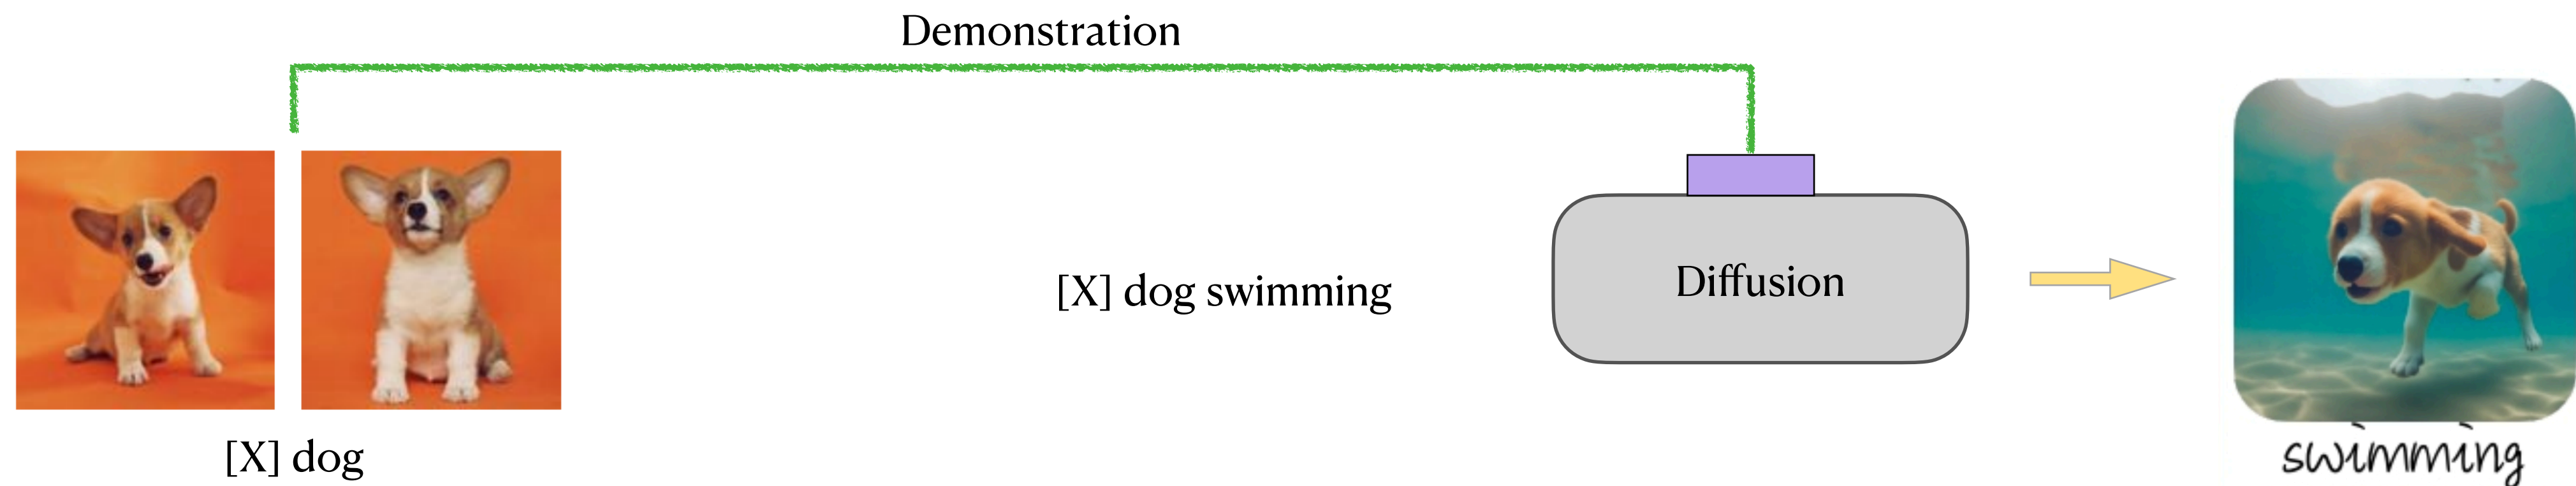 Demonstration
[X] dog swimming
Diffusion
[X] dog
swimming